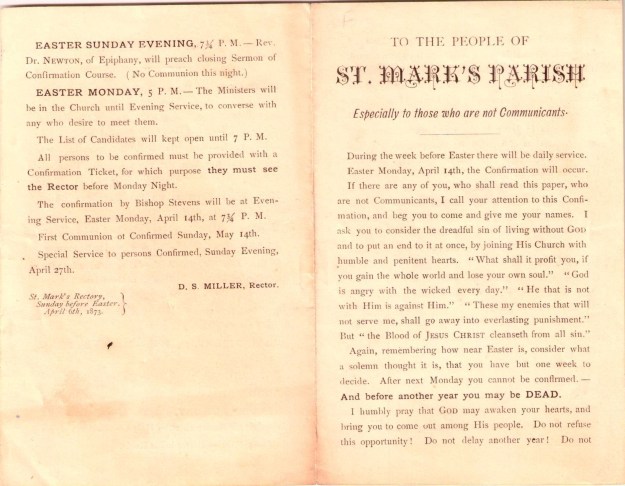 EASTER SUNDAY EVENING, 7¾ P. M. — Rev.
Dr. NEWTON, of Epiphany, will preach closing Sermon of
Confirmation Course. ( No Communion this night.)
EASTER MONDAY, 5 P. M. — The Ministers will
be in the Church until Evening Service, to converse with
any who desire to meet them.
The List of Candidates will kept open until 7 P. M.
All persons to be confirmed must be provided with a
Confirmation Ticket, for which purpose they must see
the Rector before Monday Night.
The confirmation by Bishop Stevens will be at Even-
ing Service, Easter Monday, April 14th, at 7¾ P. M.
First Communion ot Confirmed Sunday, May 14th.
Special Service to persons Confirmed, Sunday Evening,
April 27th.
D. S. MILLER, Rector.
St. Mark's Rectory,
Sunday before Easter.
April 6th, 1873.
TO THE PEOPLE OF
ST. MARK'S PARISH
Especially to those who are not Communicants.
During the week before Easter there will be daily service.
Easter Monday, April 14th, the Confirmation will occur.
If there are any of you, who shall read this paper, who
are not Communicants, I call your attention to this Confi-
mation, and beg you to come and give me your names. I
ask you to consider the dreadful sin of living without GOD
and to put an end to it at once, by joining His Church with
humble and penitent hearts. "What shall it profit you, if
you gain the whole world and lose your own soul." "God
is angry with the wicked every day." "He that is not
with Him is against Him." "These my enemies that will
not serve me, shall go away into everlasting punishment."
But "the Blood of JESUS CHRIST cleanseth from all sin."
Again, remembering how near Easter is, consider what
a solemn thought it is, that you have but one week to
decide. After next Monday you cannot be confirmed. —
And before another year you may be DEAD.
I humbly pray that GOD may awaken your hearts, and
bring you to come out among His people. Do not refuse
this opportunity! Do not delay another year! Do not